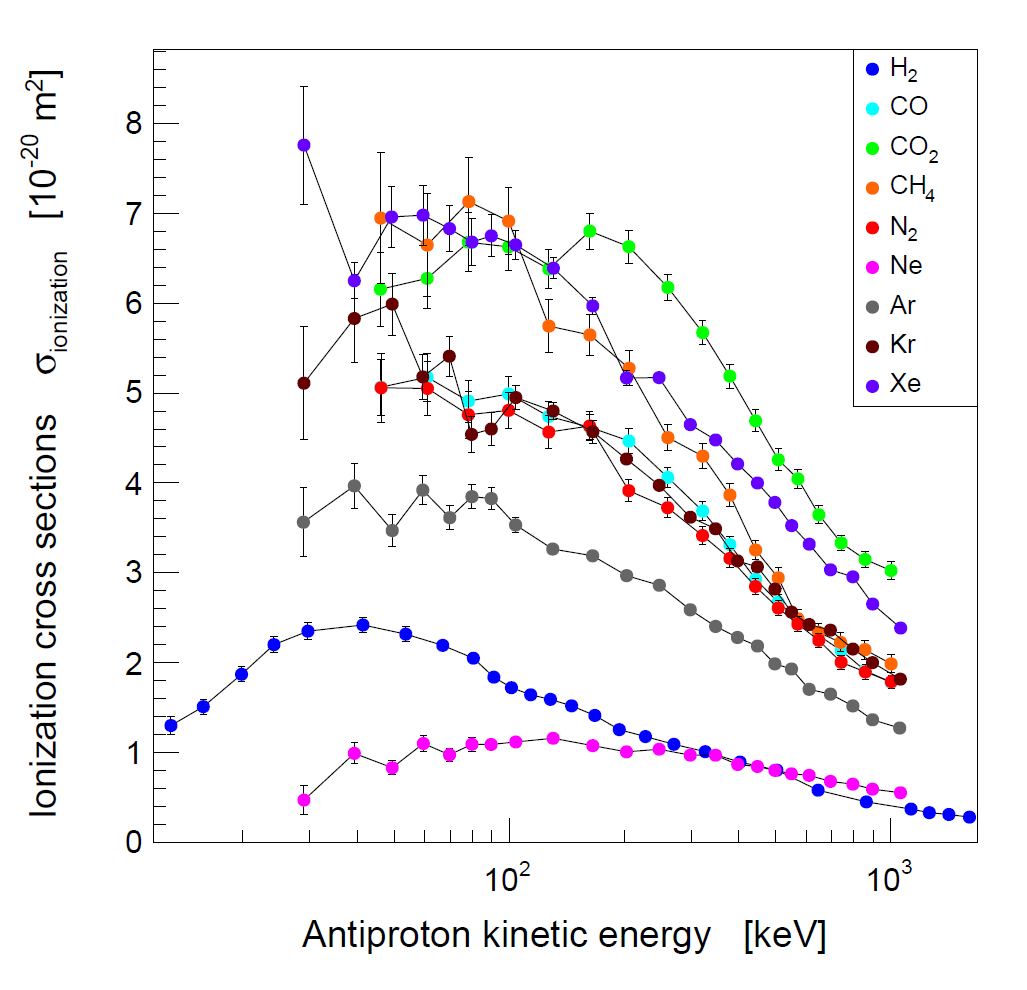 Ionization cross sections σionization [10-20 m2]
8
7
6
5
4
3
2
1
0
102
103
Antiproton kinetic energy [keV]
H2
CO
CO2
CH4
N2
Ne
Ar
Kr
Xe